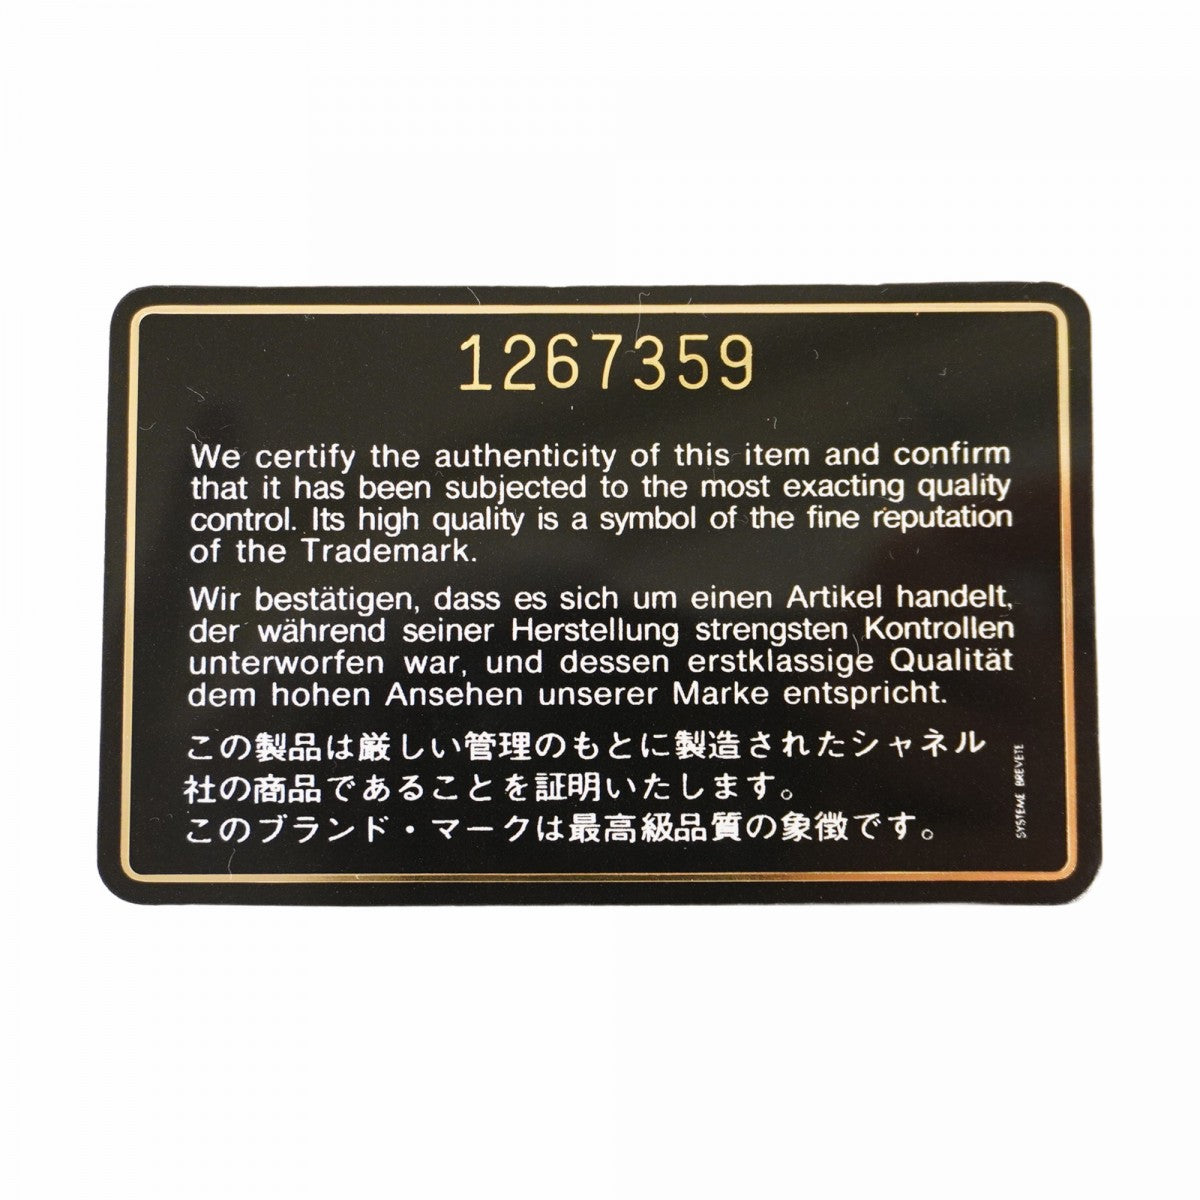 1267359
We certify the authenticity of this item and confirm
that it has been subjected to the most exacting quality
control. Its high quality is a symbol of the fine reputation
of the Trademark.
Wir bestätigen, dass es sich um einen Artikel handelt,
der während seiner Herstellung strengsten Kontrollen
unterworfen war, und dessen erstklassige Qualität
dem hohen Ansehen unserer Marke entspricht.
この製品は厳しい管理のもとに製造されたシャネル
社の商品であることを証明いたします。
このブランド・マークは最高級品質の象徴です。
SYSTEME BREVETE